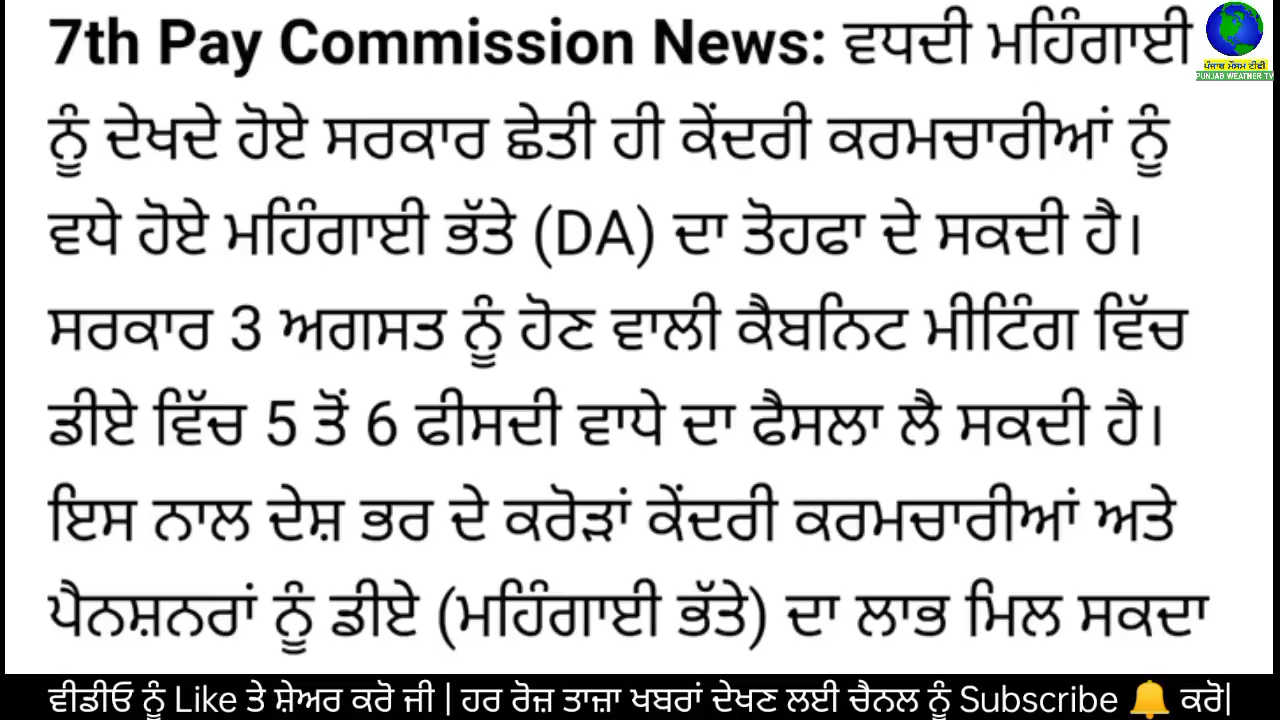 7th Pay Commission News: ਵਧਦੀ ਮਹਿੰਗਾਈ
ਨੂੰ ਦੇਖਦੇ ਹੋਏ ਸਰਕਾਰ ਛੇਤੀ ਹੀ ਕੇਂਦਰੀ ਕਰਮਚਾਰੀਆਂ ਨੂੰ
ਵਧੇ ਹੋਏ ਮਹਿੰਗਾਈ ਭੱਤੇ (DA) ਦਾ ਤੋਹਫਾ ਦੇ ਸਕਦੀ ਹੈ।
ਸਰਕਾਰ 3 ਅਗਸਤ ਨੂੰ ਹੋਣ ਵਾਲੀ ਕੈਬਨਿਟ ਮੀਟਿੰਗ ਵਿੱਚ
ਡੀਏ ਵਿੱਚ 5 ਤੋਂ 6 ਫੀਸਦੀ ਵਾਧੇ ਦਾ ਫੈਸਲਾ ਲੈ ਸਕਦੀ ਹੈ।
ਇਸ ਨਾਲ ਦੇਸ਼ ਭਰ ਦੇ ਕਰੋੜਾਂ ਕੇਂਦਰੀ ਕਰਮਚਾਰੀਆਂ ਅਤੇ
ਪੈਨਸ਼ਨਰਾਂ ਨੂੰ ਡੀਏ (ਮਹਿੰਗਾਈ ਭੱਤੇ) ਦਾ ਲਾਭ ਮਿਲ ਸਕਦਾ
ਪੰਜਾਬ ਮੌਸਮ ਟੀਵੀ
PUNJAB WEATHER TV
ਵੀਡੀਓ ਨੂੰ Like ਤੇ ਸ਼ੇਅਰ ਕਰੋ ਜੀ | ਹਰ ਰੋਜ਼ ਤਾਜ਼ਾ ਖਬਰਾਂ ਦੇਖਣ ਲਈ ਚੈਨਲ ਨੂੰ Subscribe 🔔 ਕਰੋ|